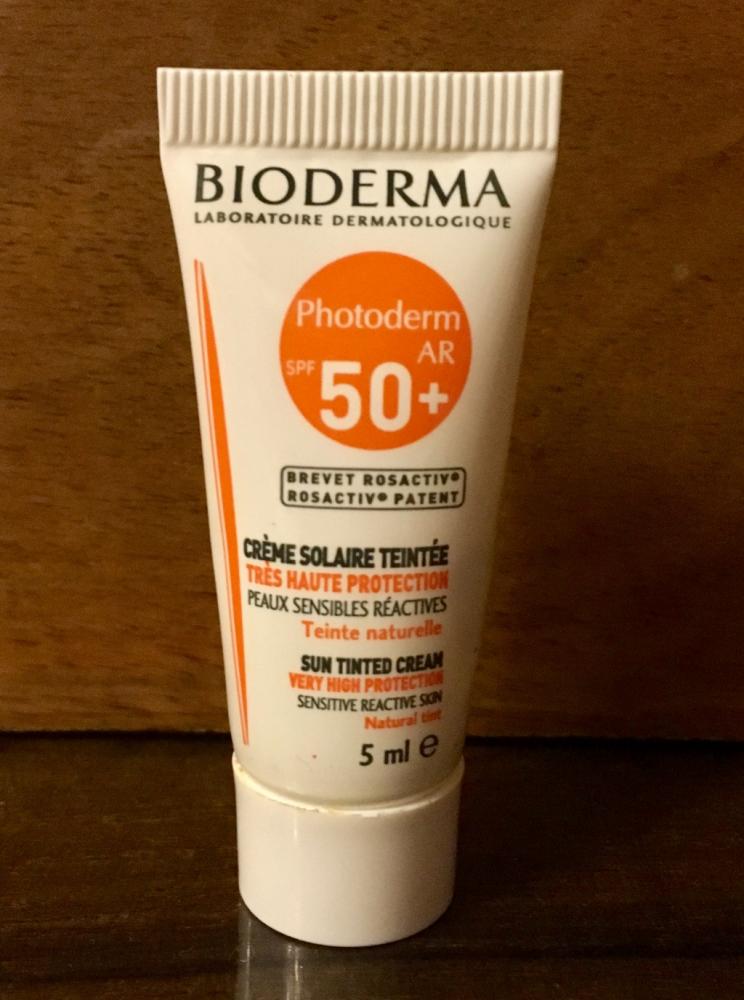 BIODERMA
LABORATOIRE DERMATOLOGIQUE
Photoderm
AR
SPF 50+
BREVET ROSACTIV®
ROSACTIV® PATENT
CRÈME SOLAIRE TEINTÉE
TRÈS HAUTE PROTECTION
PEAUX SENSIBLES RÉACTIVES
Teinte naturelle
SUN TINTED CREAM
VERY HIGH PROTECTION
SENSITIVE REACTIVE SKIN
Natural tint
5 ml ℮